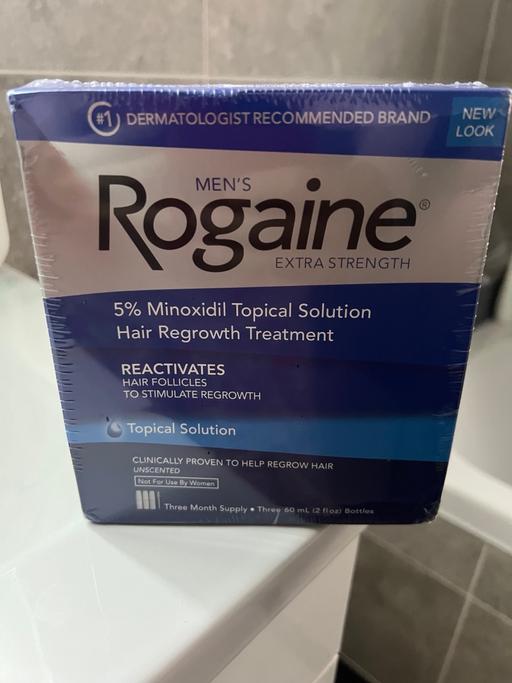 #1 DERMATOLOGIST RECOMMENDED BRAND
NEW
LOOK
MEN'S
Rogaine®
EXTRA STRENGTH
5% Minoxidil Topical Solution
Hair Regrowth Treatment
REACTIVATES
HAIR FOLLICLES
TO STIMULATE REGROWTH
Topical Solution
CLINICALLY PROVEN TO HELP REGROW HAIR
UNSCENTED
Not For Use By Women
Three Month Supply • Three 60 mL (2 fl oz) Bottles